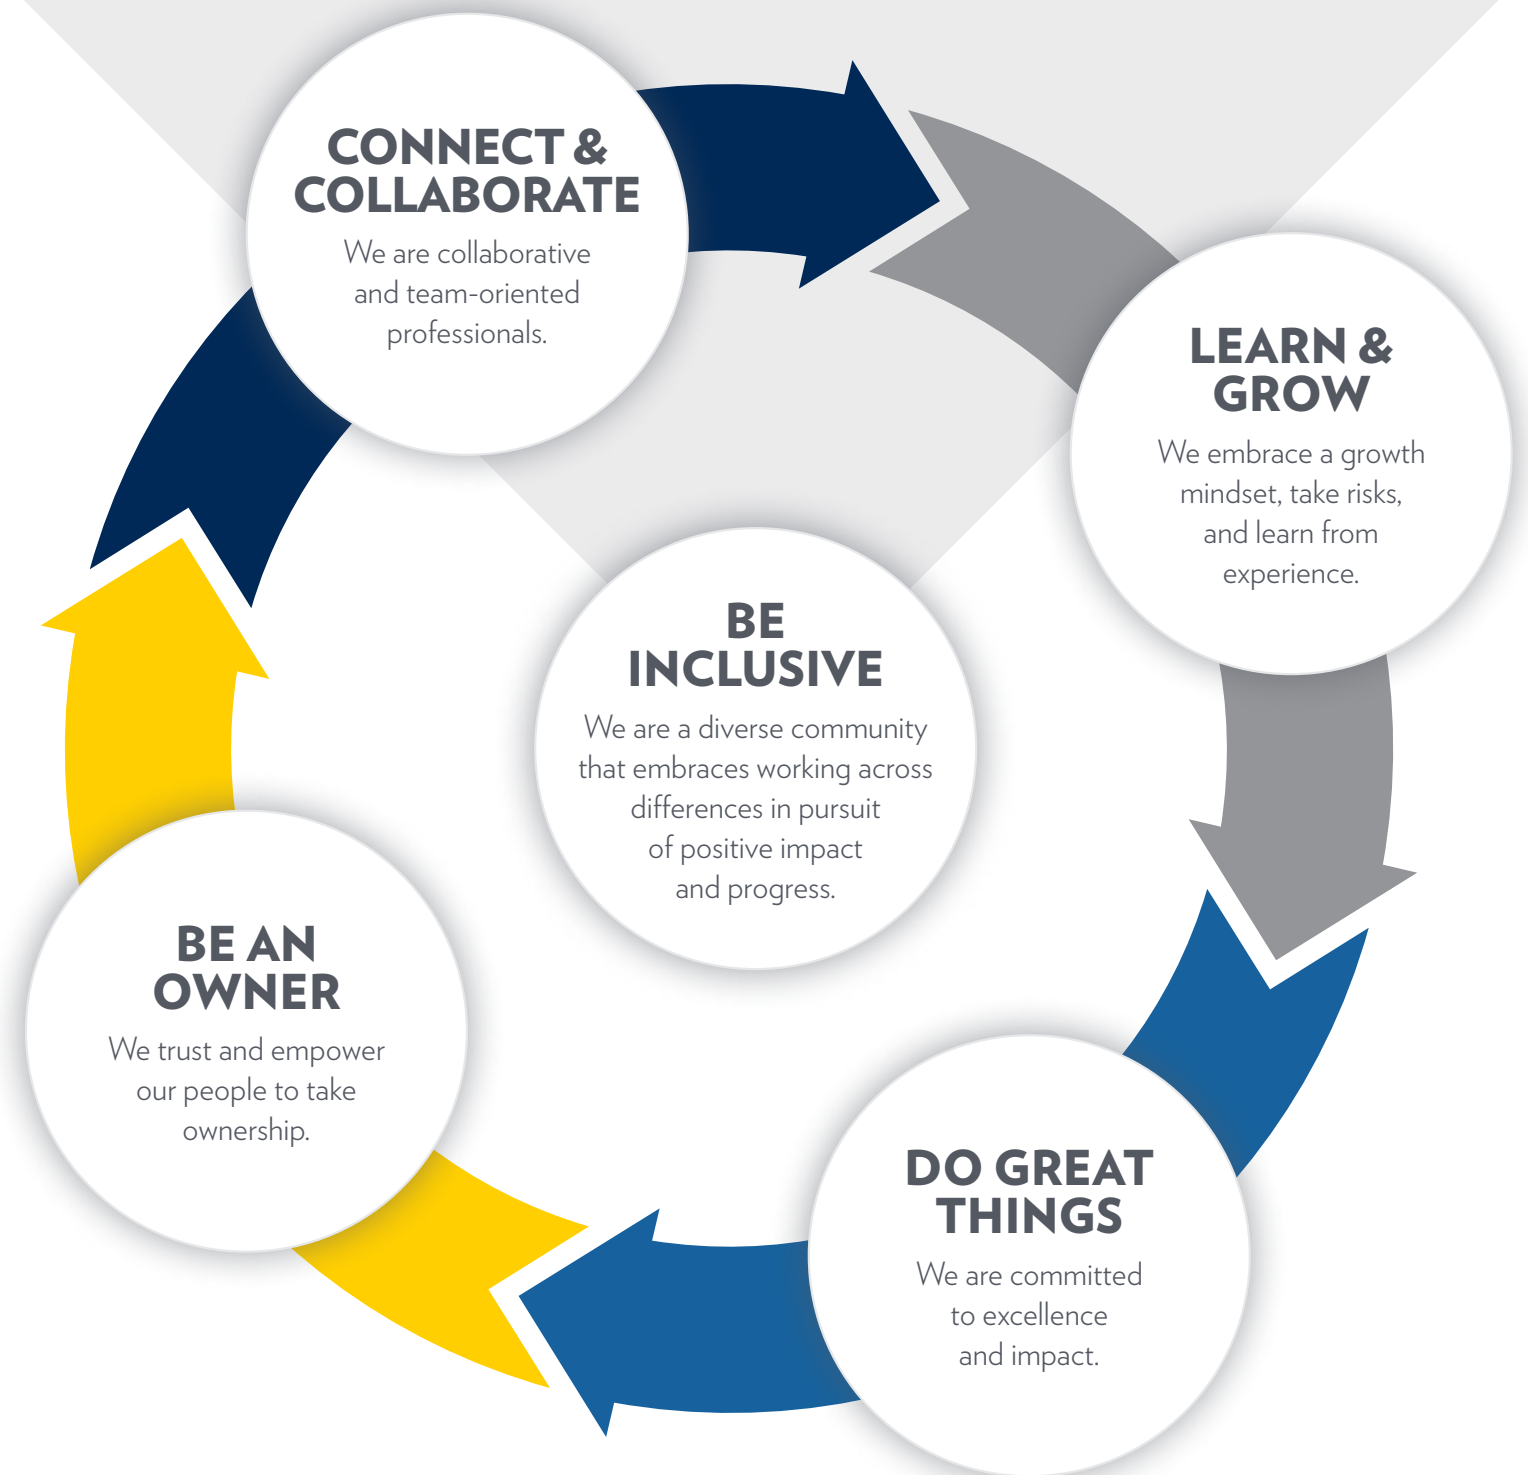 CONNECT &
COLLABORATE
We are collaborative
and team-oriented
professionals.
LEARN &
GROW
We embrace a growth
mindset, take risks,
and learn from
experience.
BE
INCLUSIVE
We are a diverse community
that embraces working across
differences in pursuit
of positive impact
and progress.
BE AN
OWNER
We trust and empower
our people to take
ownership.
DO GREAT
THINGS
We are committed
to excellence
and impact.